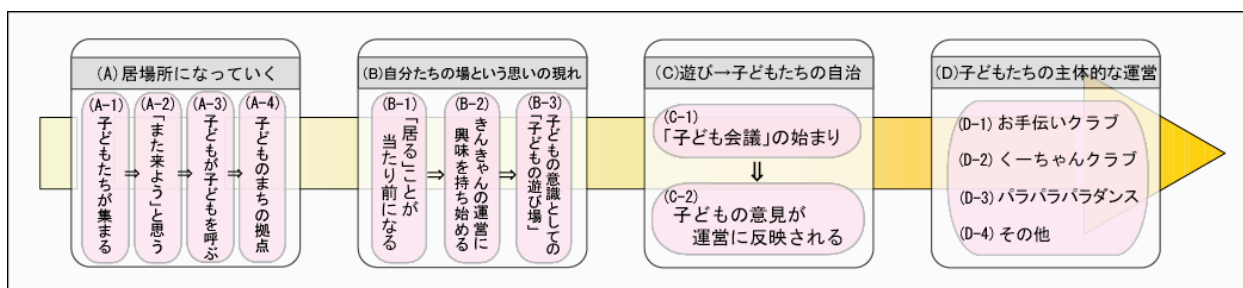 (A)居場所になっていく
(A-1)
子どもたちが集まる
⇒
(A-2)
「また来よう」と思う
⇒
(A-3)
子どもが子どもを呼ぶ
⇒
(A-4)
子どものまちの拠点
(B)自分たちの場という思いの現れ
(B-1)
「居る」ことが
当たり前になる
⇒
(B-2)
きんきゃんの運営に
興味を持ち始める
⇒
(B-3)
子どもの意識としての
「子どもの遊び場」
(C)遊び→子どもたちの自治
(C-1)
「子ども会議」の始まり
⇓
(C-2)
子どもの意見が
運営に反映される
(D)子どもたちの主体的な運営
(D-1) お手伝いクラブ
(D-2) くーちゃんクラブ
(D-3) パラパラパラダンス
(D-4) その他